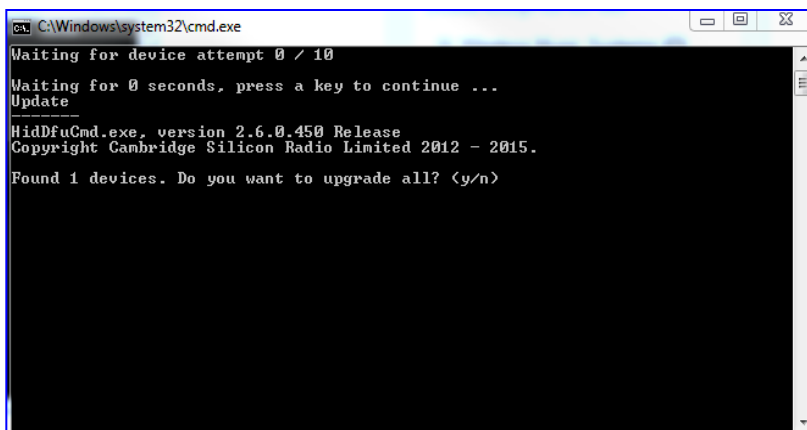 C:\Windows\system32\cmd.exe
Waiting for device attempt 0 / 10
Waiting for 0 seconds, press a key to continue ...
Update
-------
HidDfuCmd.exe, version 2.6.0.450 Release
Copyright Cambridge Silicon Radio Limited 2012 - 2015.
Found 1 devices. Do you want to upgrade all? (y/n)